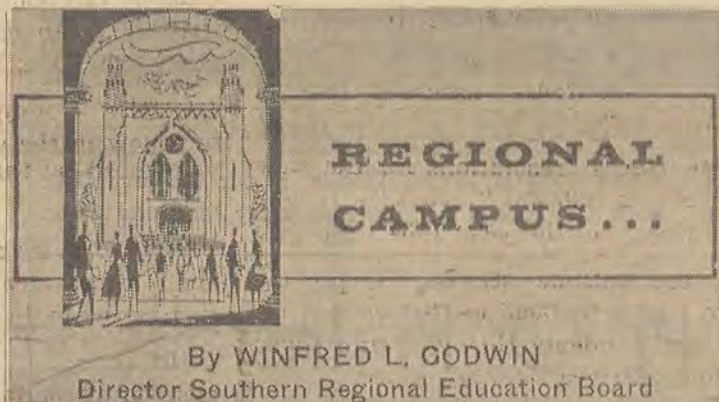 REGIONAL
CAMPUS...
By WINFRED L. GODWIN
Director Southern Regional Education Board